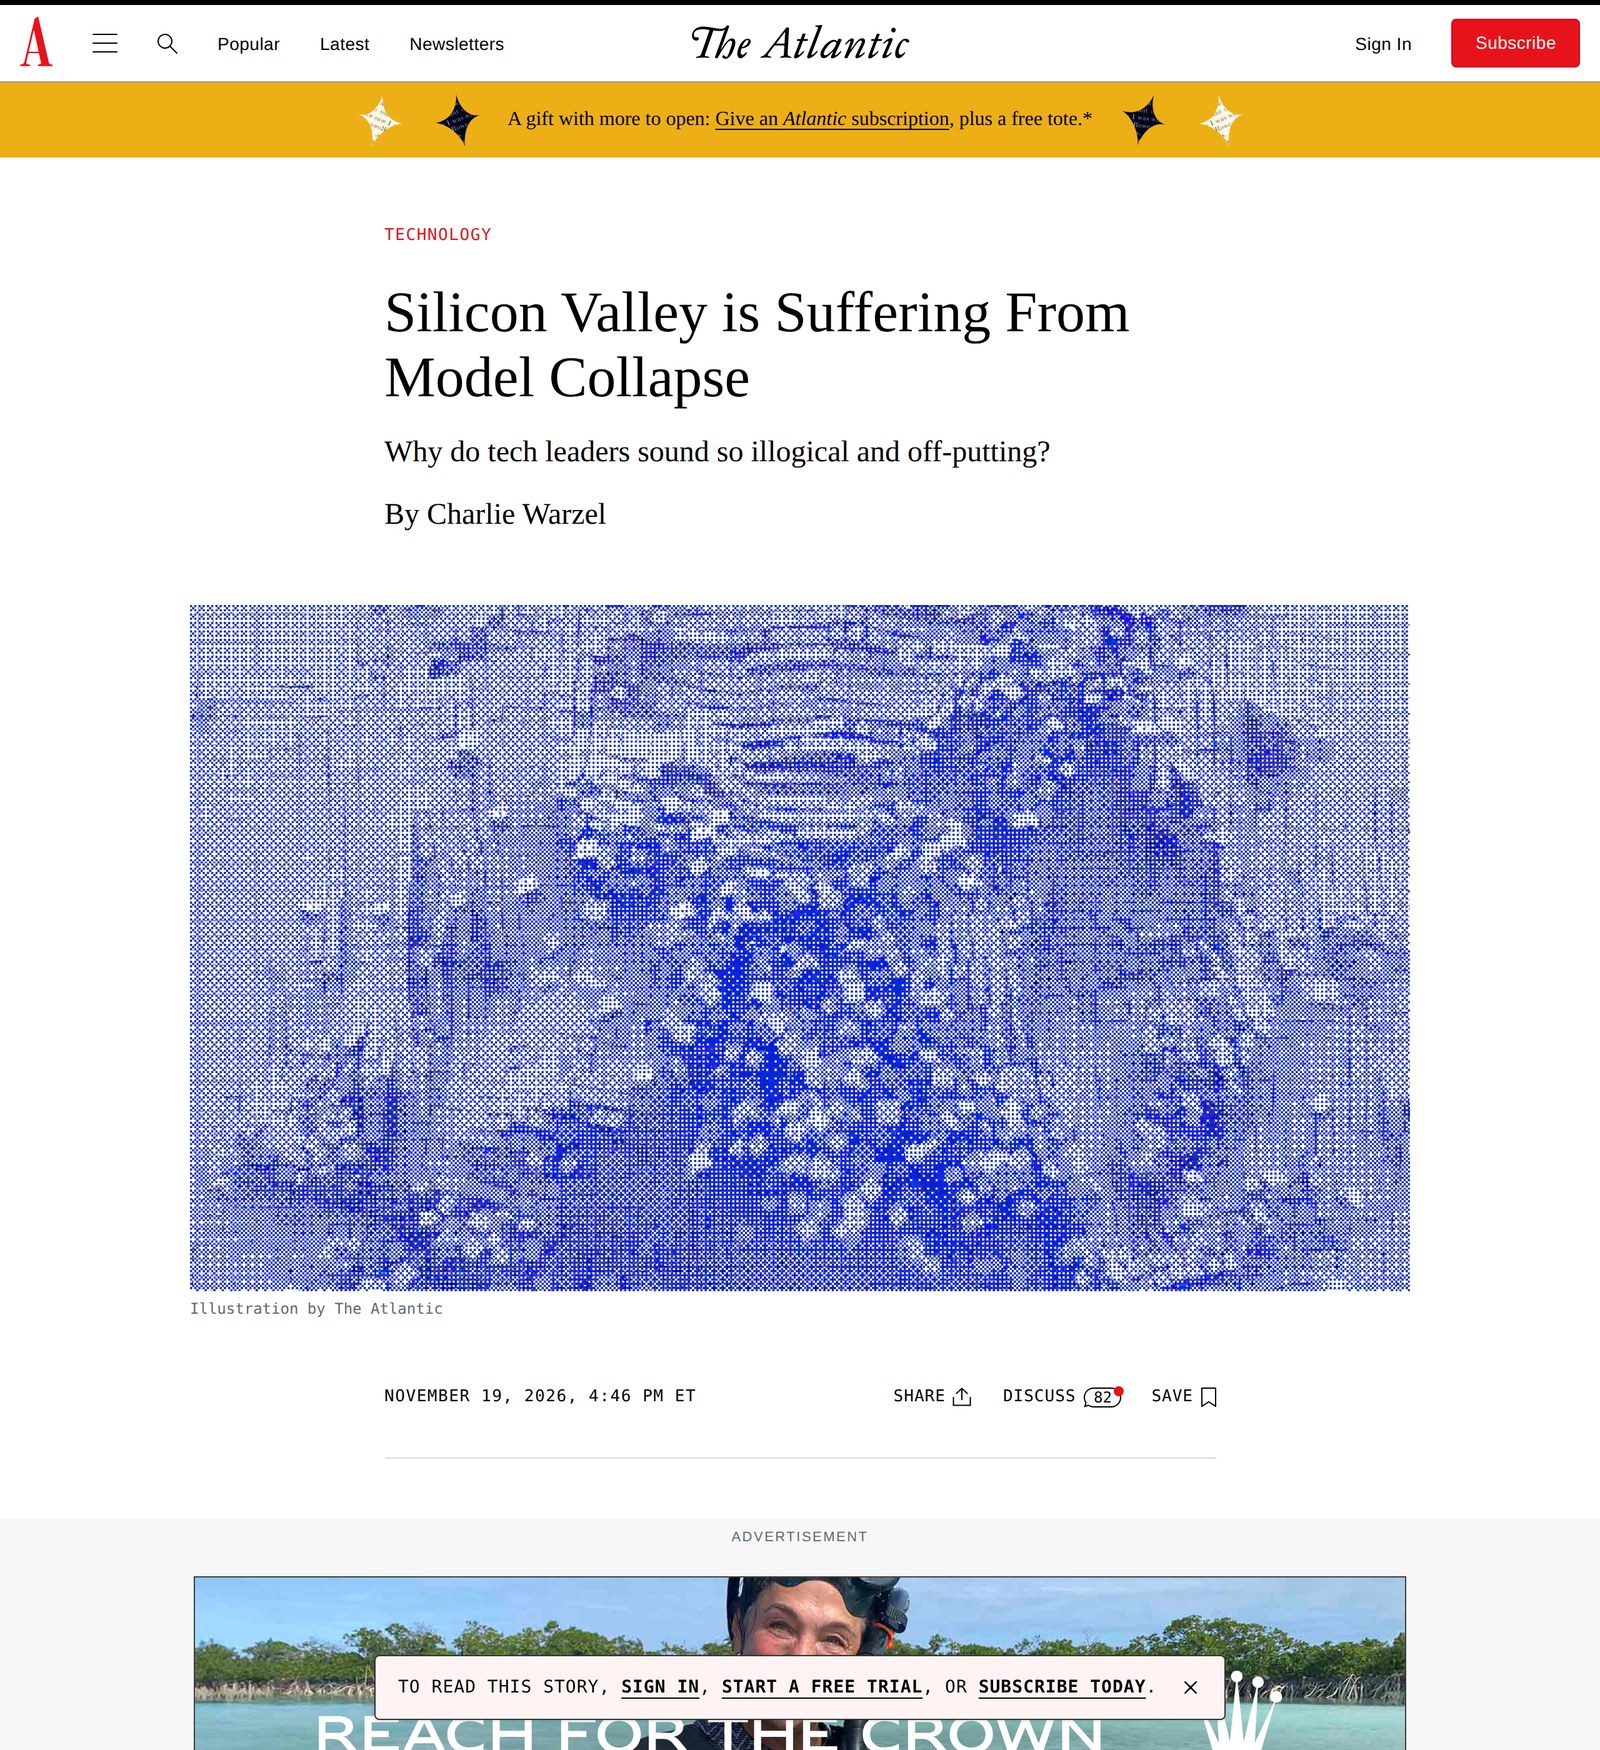 A
Popular
Latest
Newsletters
The Atlantic
Sign In
Subscribe
A gift with more to open: Give an Atlantic subscription, plus a free tote.*
TECHNOLOGY
Silicon Valley is Suffering From
Model Collapse
Why do tech leaders sound so illogical and off-putting?
By Charlie Warzel
Illustration by The Atlantic
NOVEMBER 19, 2026, 4:46 PM ET
SHARE
DISCUSS 82
SAVE
ADVERTISEMENT
TO READ THIS STORY, SIGN IN, START A FREE TRIAL, OR SUBSCRIBE TODAY.
REACH FOR THE CROWN